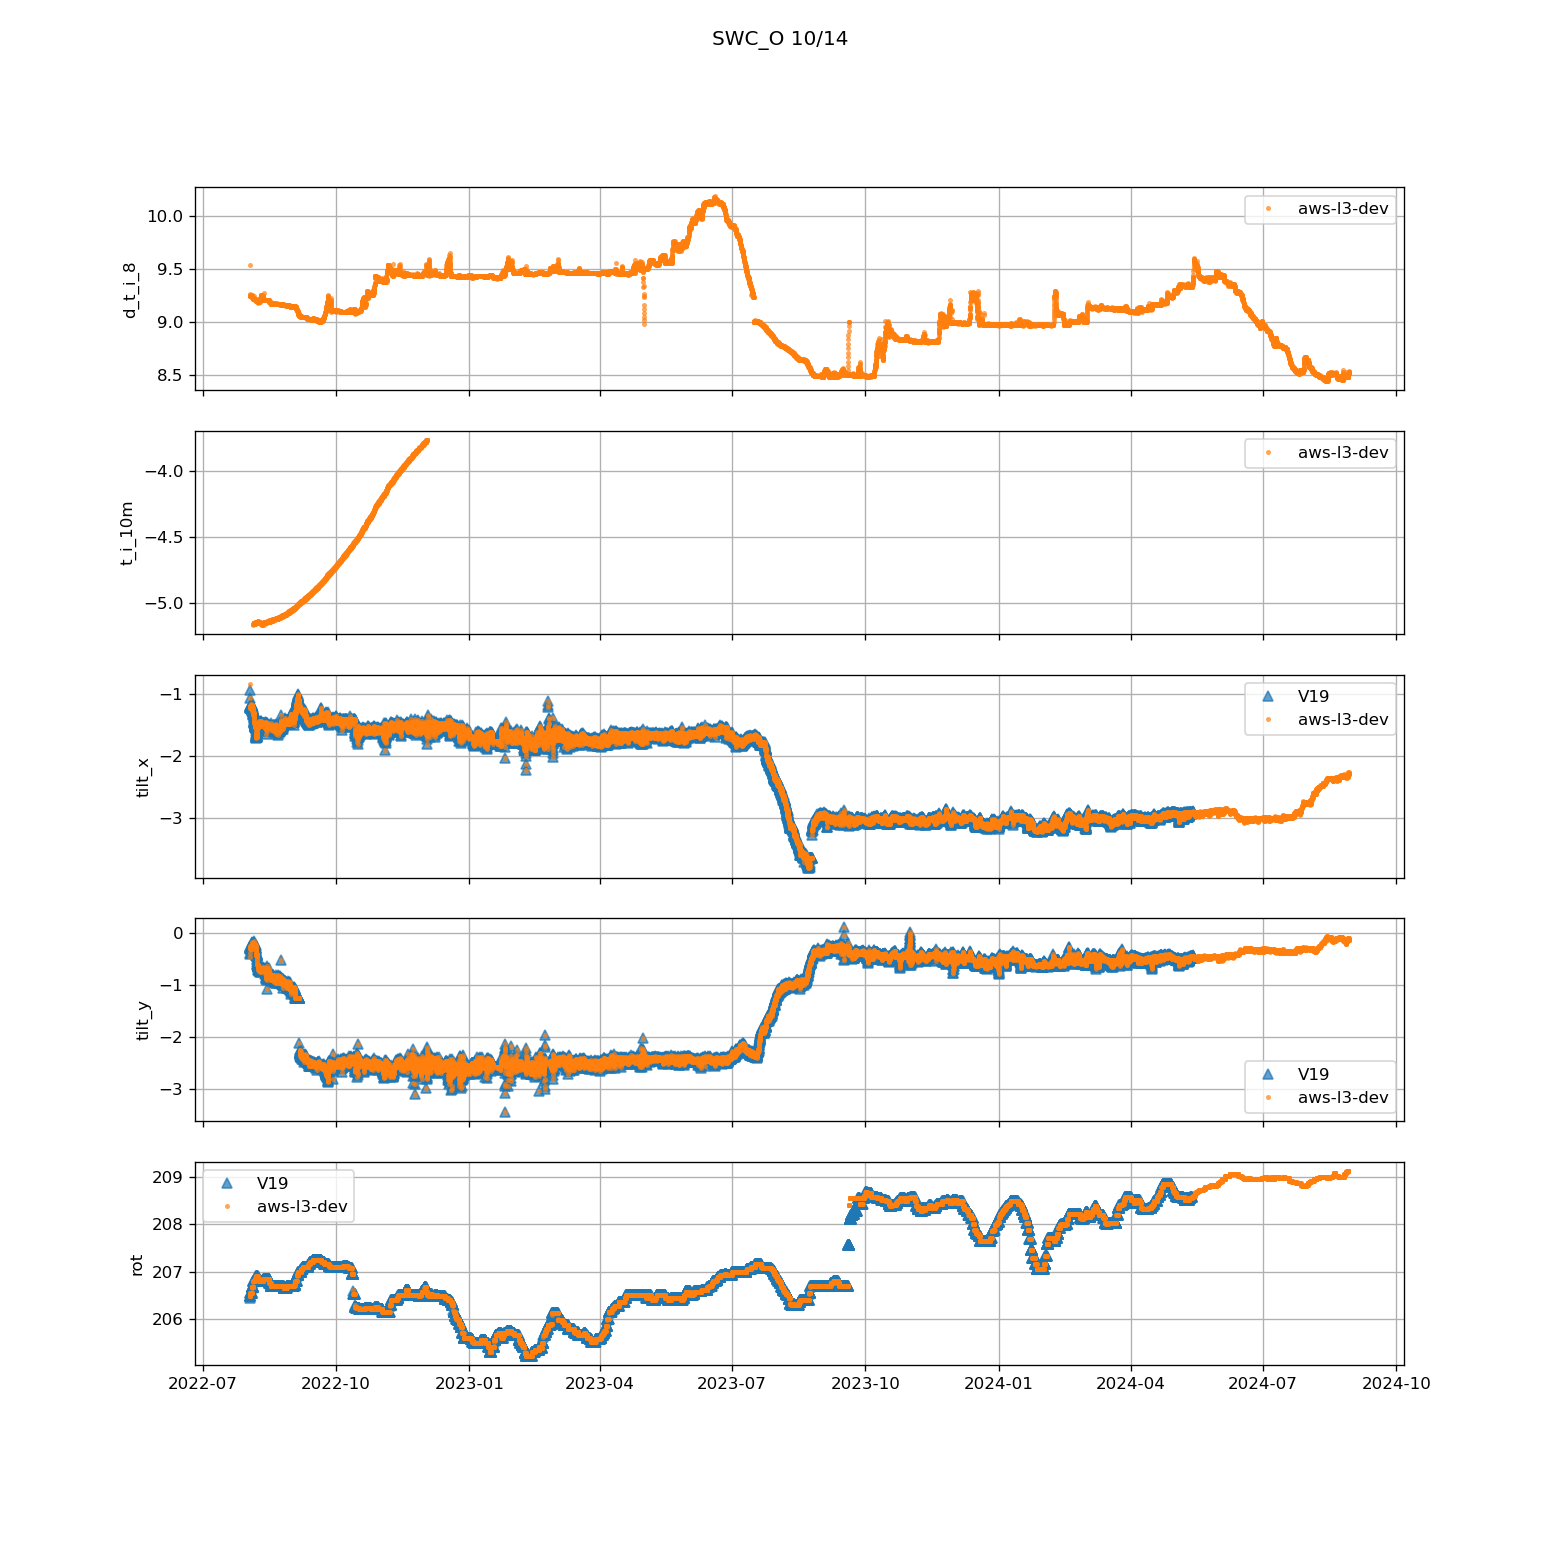 SWC_O 10/14
d_t_i_8
10.0
9.5
9.0
8.5
aws-l3-dev
t_i_10m
−4.0
−4.5
−5.0
aws-l3-dev
tilt_x
−1
−2
−3
V19
aws-l3-dev
tilt_y
0
−1
−2
−3
V19
aws-l3-dev
rot
209
208
207
206
V19
aws-l3-dev
2022-07 2022-10 2023-01 2023-04 2023-07 2023-10 2024-01 2024-04 2024-07 2024-10